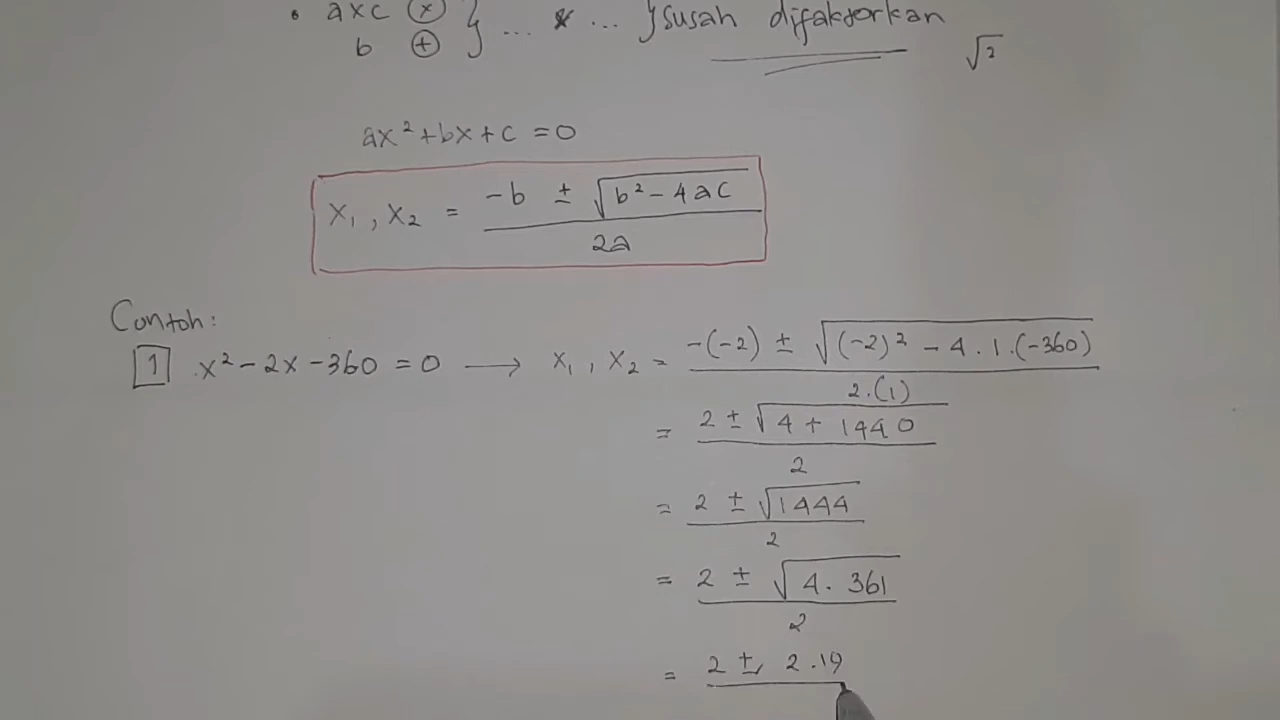 • axc (x) } ... * ... } susah difaktorkan
b (+)
√2
ax² + bx + c = 0
x₁, x₂ = (-b ± √(b² - 4ac)) / 2a
Contoh:
1 x² - 2x - 360 = 0 → x₁, x₂ = (-(-2) ± √((-2)² - 4.1.(-360))) / 2.(1)
= (2 ± √(4 + 1440)) / 2
= (2 ± √1444) / 2
= (2 ± √(4.361)) / 2
= 2 ± 2.19